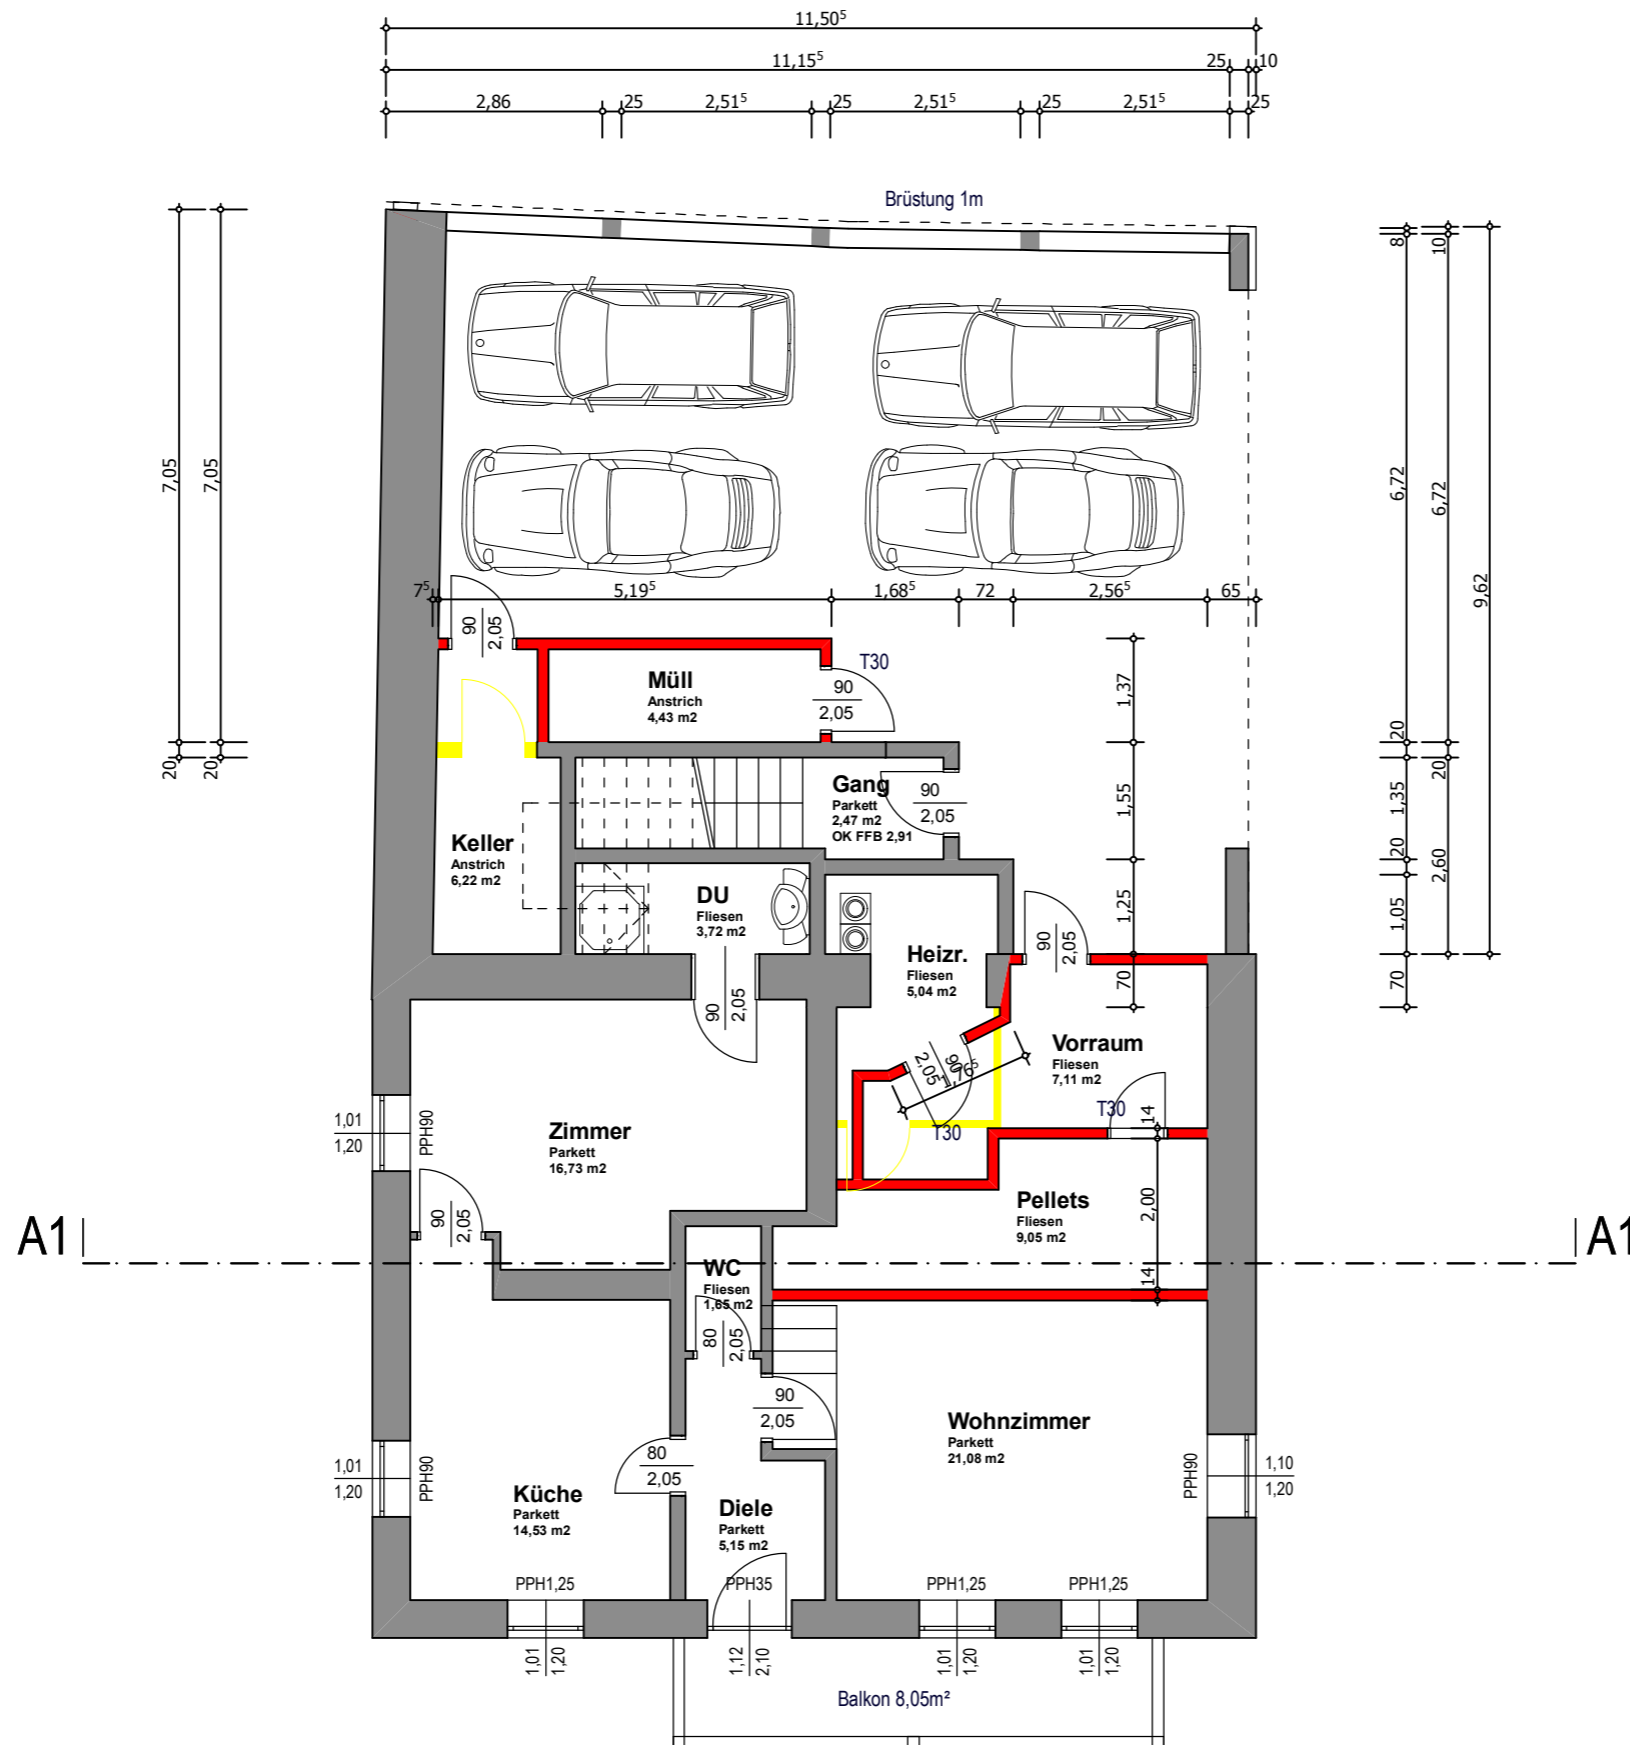 11,50⁵
11,15⁵
25
10
2,86
25
2,51⁵
25
2,51⁵
25
2,51⁵
25
Brüstung 1m
7,05
7,05
20
20
8
10
6,72
6,72
9,62
20
20
1,35
20
2,60
1,05
70
7⁵
5,19⁵
1,68⁵
72
2,56⁵
65
90
2,05
Müll
Anstrich
4,43 m2
T30
90
2,05
1,37
1,55
1,25
70
Gang
Parkett
2,47 m2
OK FFB 2,91
90
2,05
Keller
Anstrich
6,22 m2
DU
Fliesen
3,72 m2
90
2,05
Heizr.
Fliesen
5,04 m2
90
2,05
Vorraum
Fliesen
7,11 m2
90
2,05
1,76⁵
T30
T30
14
2,00
14
Zimmer
Parkett
16,73 m2
1,01
1,20
PPH90
90
2,05
Pellets
Fliesen
9,05 m2
A1
A1
WC
Fliesen
1,65 m2
80
2,05
90
2,05
Wohnzimmer
Parkett
21,08 m2
80
2,05
1,01
1,20
PPH90
Küche
Parkett
14,53 m2
Diele
Parkett
5,15 m2
PPH90
1,10
1,20
PPH1,25
PPH35
PPH1,25
PPH1,25
1,01
1,20
1,12
2,10
1,01
1,20
1,01
1,20
Balkon 8,05m²